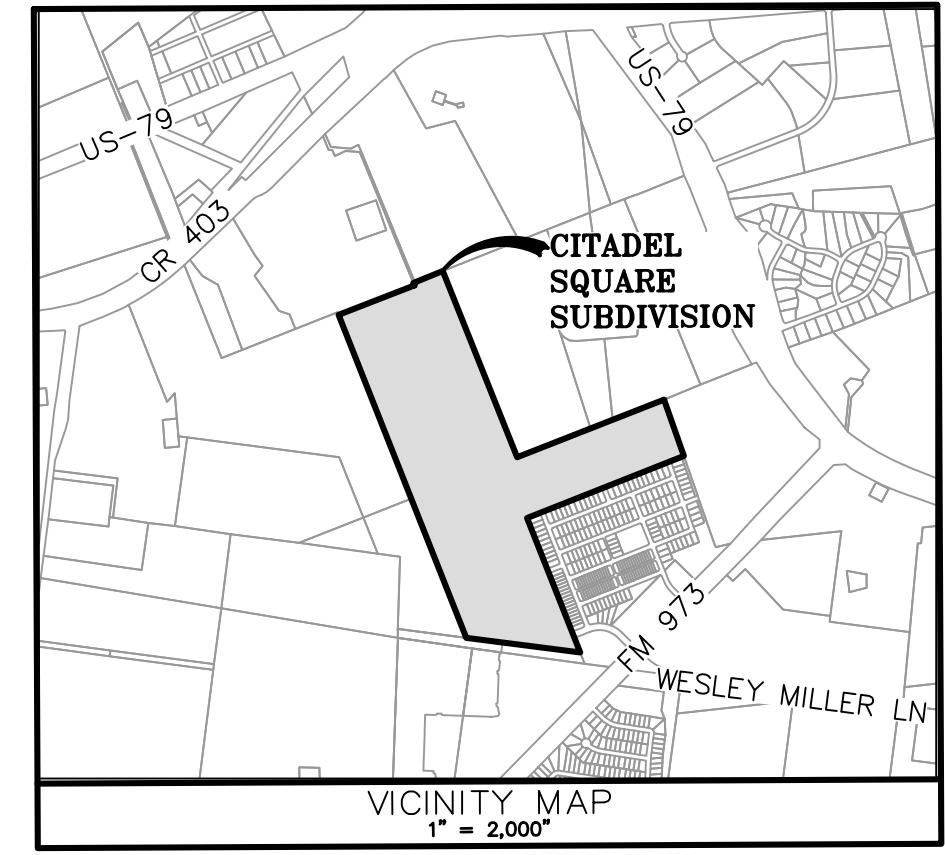 US-79
US-79
CR 403
CITADEL
SQUARE
SUBDIVISION
FM 973
WESLEY MILLER LN
VICINITY MAP
1" = 2,000"